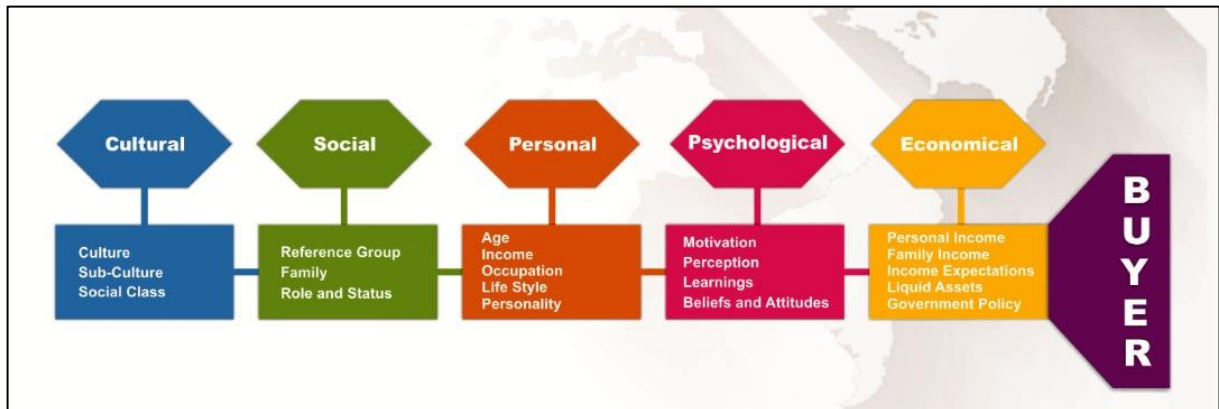 Cultural
Culture
Sub-Culture
Social Class
Social
Reference Group
Family
Role and Status
Personal
Age
Income
Occupation
Life Style
Personality
Psychological
Motivation
Perception
Learnings
Beliefs and Attitudes
Economical
Personal Income
Family Income
Income Expectations
Liquid Assets
Government Policy
BUYER